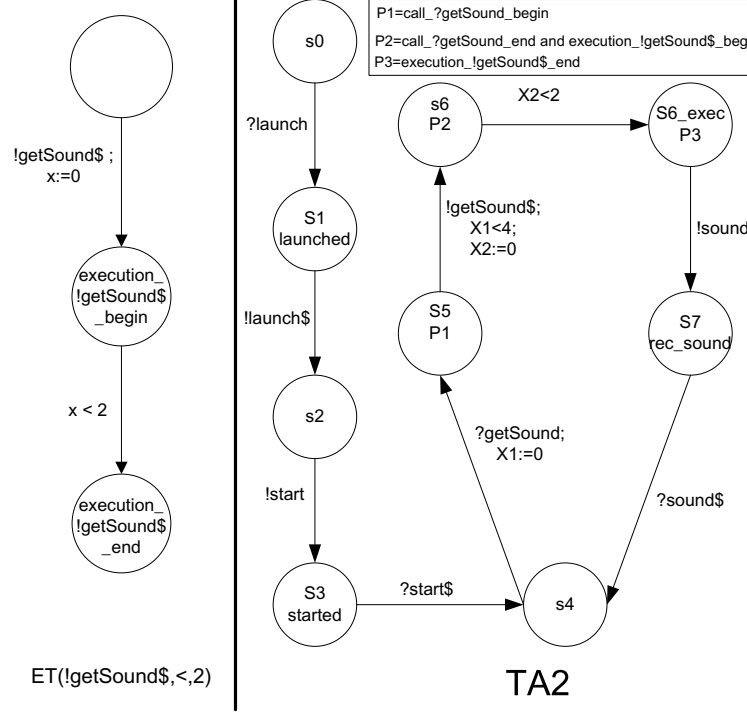 !getSound$ ;
x:=0
execution_
!getSound$
_begin
x < 2
execution_
!getSound$
_end
ET(!getSound$,<,2)
P1=call_?getSound_begin
P2=call_?getSound_end and execution_!getSound$_beg
P3=execution_!getSound$_end
s0
?launch
S1
launched
!launch$
s2
!start
S3
started
?start$
s4
?getSound;
X1:=0
S5
P1
!getSound$;
X1<4;
X2:=0
s6
P2
X2<2
S6_exec
P3
!sound
S7
rec_sound
?sound$
TA2